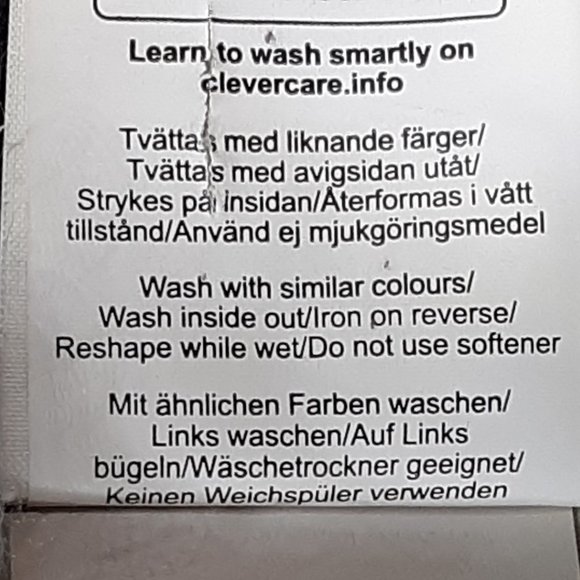 Learn to wash smartly on
clevercare.info
Tvättas med liknande färger/
Tvättas med avigsidan utåt/
Strykes på insidan/Återformas i vått
tillstånd/Använd ej mjukgöringsmedel
Wash with similar colours/
Wash inside out/Iron on reverse/
Reshape while wet/Do not use softener
Mit ähnlichen Farben waschen/
Links waschen/Auf Links
bügeln/Wäschetrockner geeignet/
Keinen Weichspüler verwenden